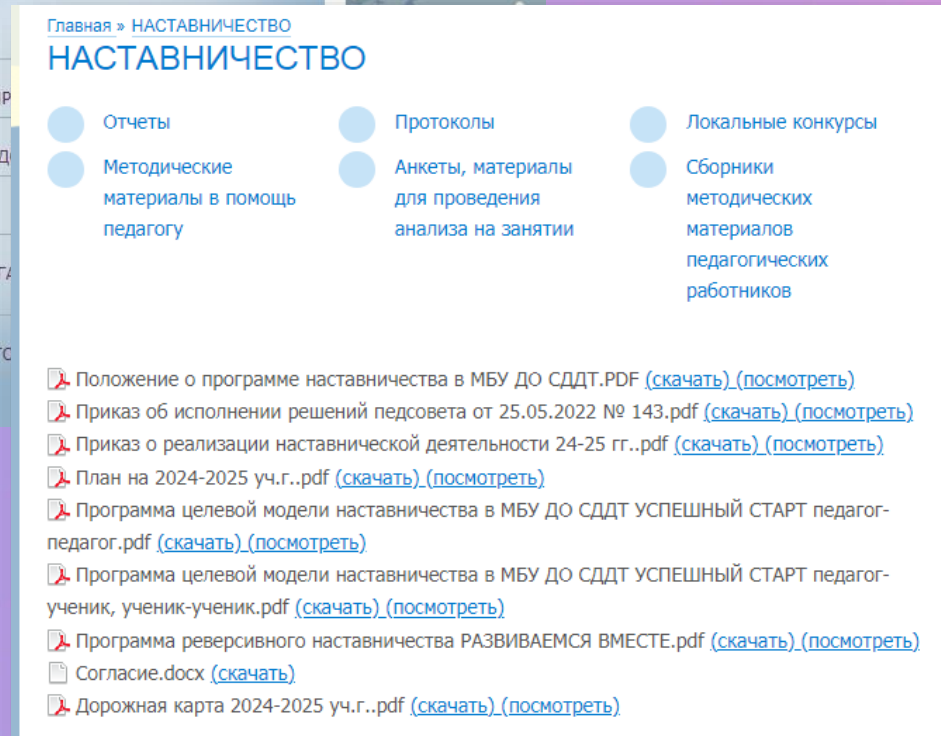 Главная » НАСТАВНИЧЕСТВО
НАСТАВНИЧЕСТВО
Отчеты
Протоколы
Локальные конкурсы
Методические
материалы в помощь
педагогу
Анкеты, материалы
для проведения
анализа на занятии
Сборники
методических
материалов
педагогических
работников
Положение о программе наставничества в МБУ ДО СДДТ.PDF (скачать) (посмотреть)
Приказ об исполнении решений педсовета от 25.05.2022 № 143.pdf (скачать) (посмотреть)
Приказ о реализации наставнической деятельности 24-25 гг..pdf (скачать) (посмотреть)
План на 2024-2025 уч.г..pdf (скачать) (посмотреть)
Программа целевой модели наставничества в МБУ ДО СДДТ УСПЕШНЫЙ СТАРТ педагог-
педагог.pdf (скачать) (посмотреть)
Программа целевой модели наставничества в МБУ ДО СДДТ УСПЕШНЫЙ СТАРТ педагог-
ученик, ученик-ученик.pdf (скачать) (посмотреть)
Программа реверсивного наставничества РАЗВИВАЕМСЯ ВМЕСТЕ.pdf (скачать) (посмотреть)
Согласие.docx (скачать)
Дорожная карта 2024-2025 уч.г..pdf (скачать) (посмотреть)